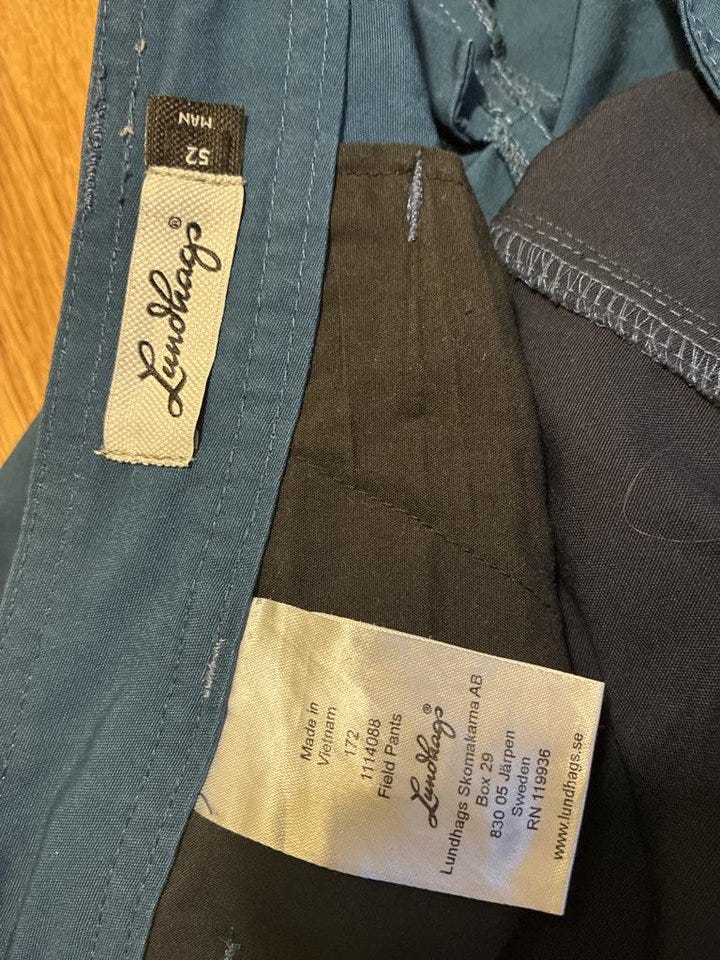 MAN
52
Lundhags®
Made in
Vietnam
172
1114088
Field Pants
Lundhags®
Lundhags Skomakarna AB
Box 29
830 05 Järpen
Sweden
RN 119936
www.lundhags.se